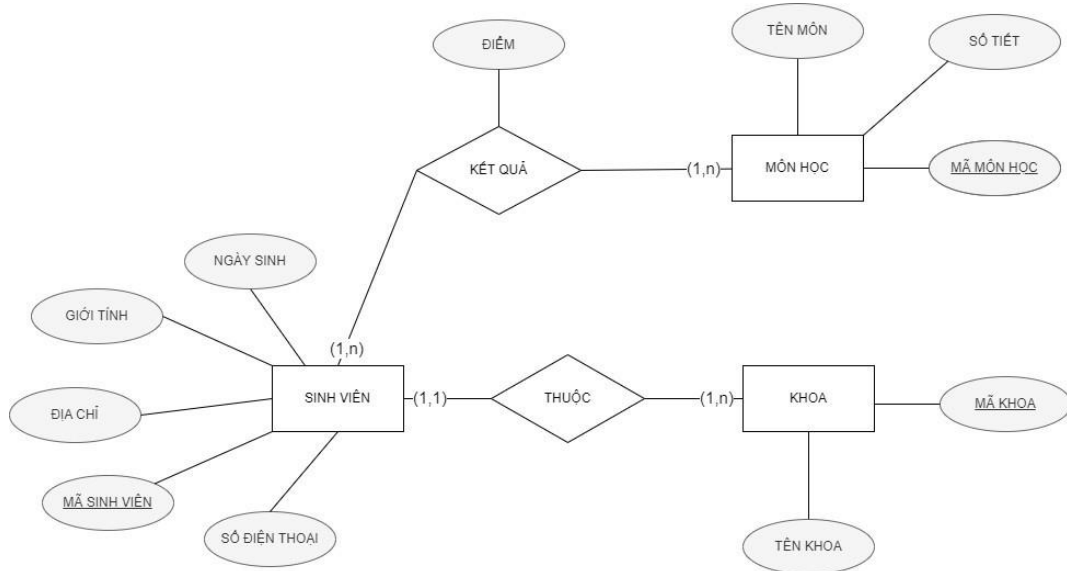 ĐIỂM
TÊN MÔN
SỐ TIẾT
KẾT QUẢ
(1,n)
MÔN HỌC
MÃ MÔN HỌC
NGÀY SINH
GIỚI TÍNH
(1,n)
SINH VIÊN
(1,1)
THUỘC
(1,n)
KHOA
MÃ KHOA
ĐỊA CHỈ
MÃ SINH VIÊN
SỐ ĐIỆN THOẠI
TÊN KHOA